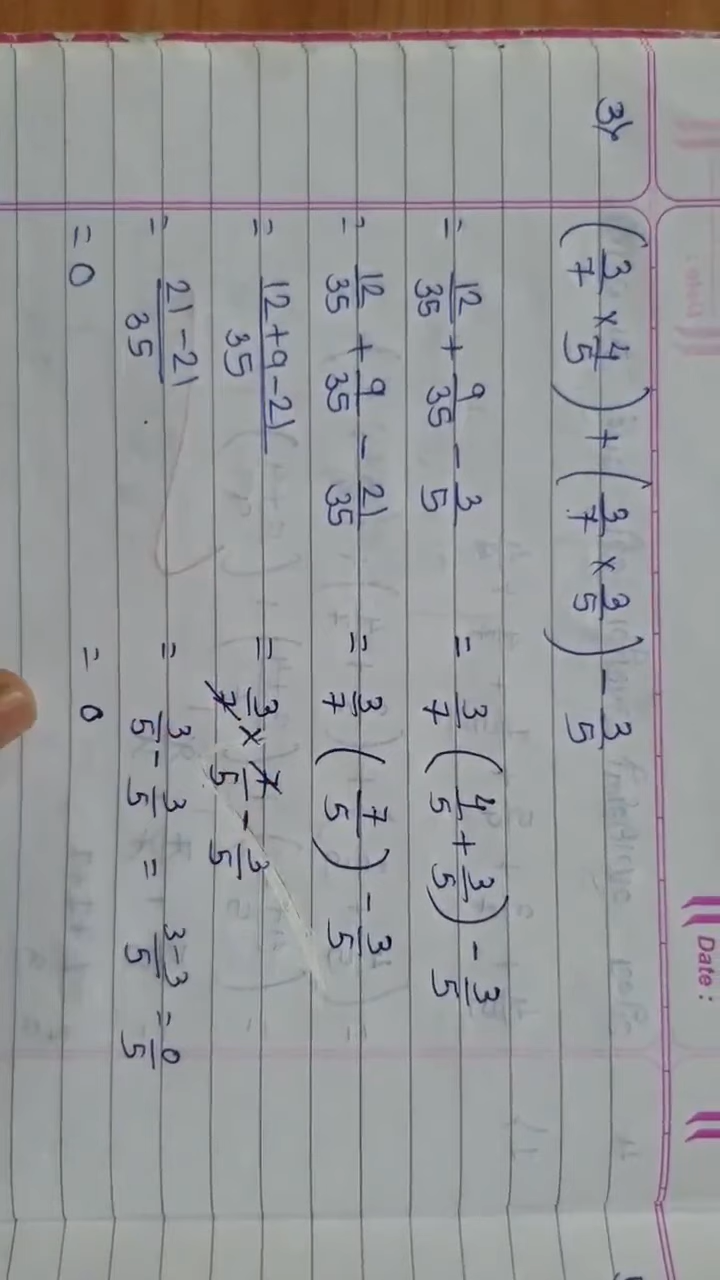 Date :
3) (3/7 × 4/5) + (3/7 × 3/5) - 3/5
= 12/35 + 9/35 - 3/5 = 3/7 (4/5 + 3/5) - 3/5
= 12/35 + 9/35 - 21/35 = 3/7 (7/5) - 3/5
= 12+9-21/35 = 3/7 × 7/5 - 3/5
= 21-21/35 = 3/5 - 3/5 = 3-3/5 = 0/5
= 0 = 0